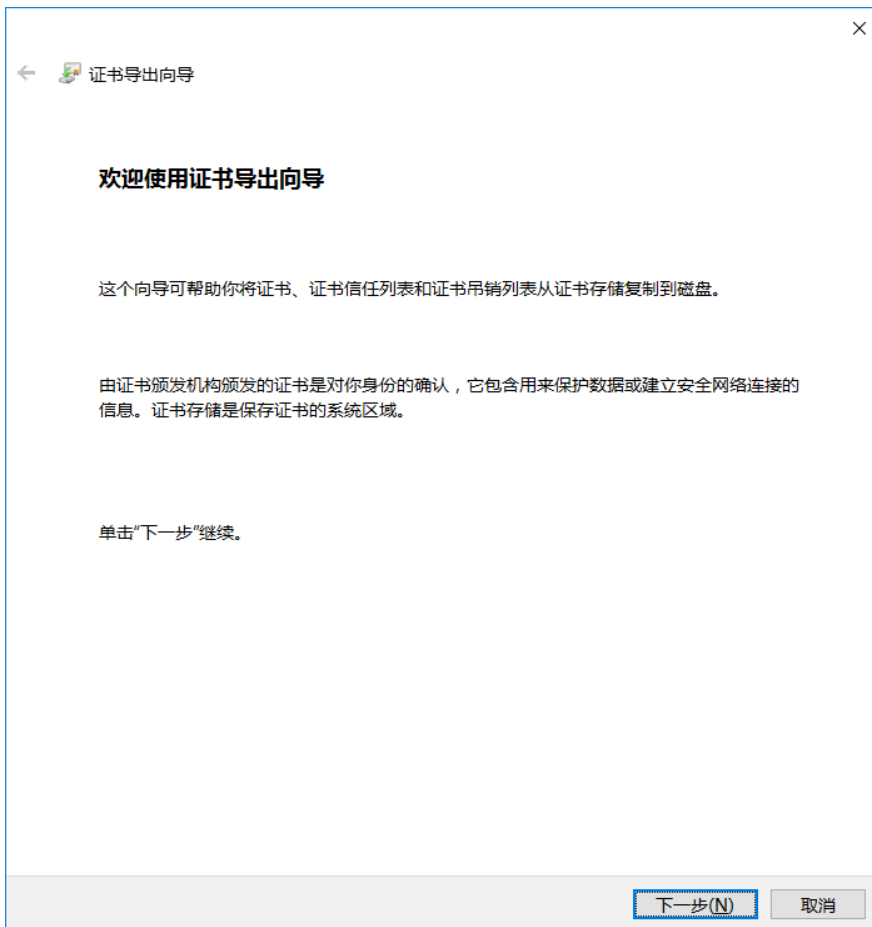 证书导出向导
欢迎使用证书导出向导
这个向导可帮助你将证书、证书信任列表和证书吊销列表从证书存储复制到磁盘。
由证书颁发机构颁发的证书是对你身份的确认，它包含用来保护数据或建立安全网络连接的
信息。证书存储是保存证书的系统区域。
单击“下一步”继续。
下一步(N)
取消